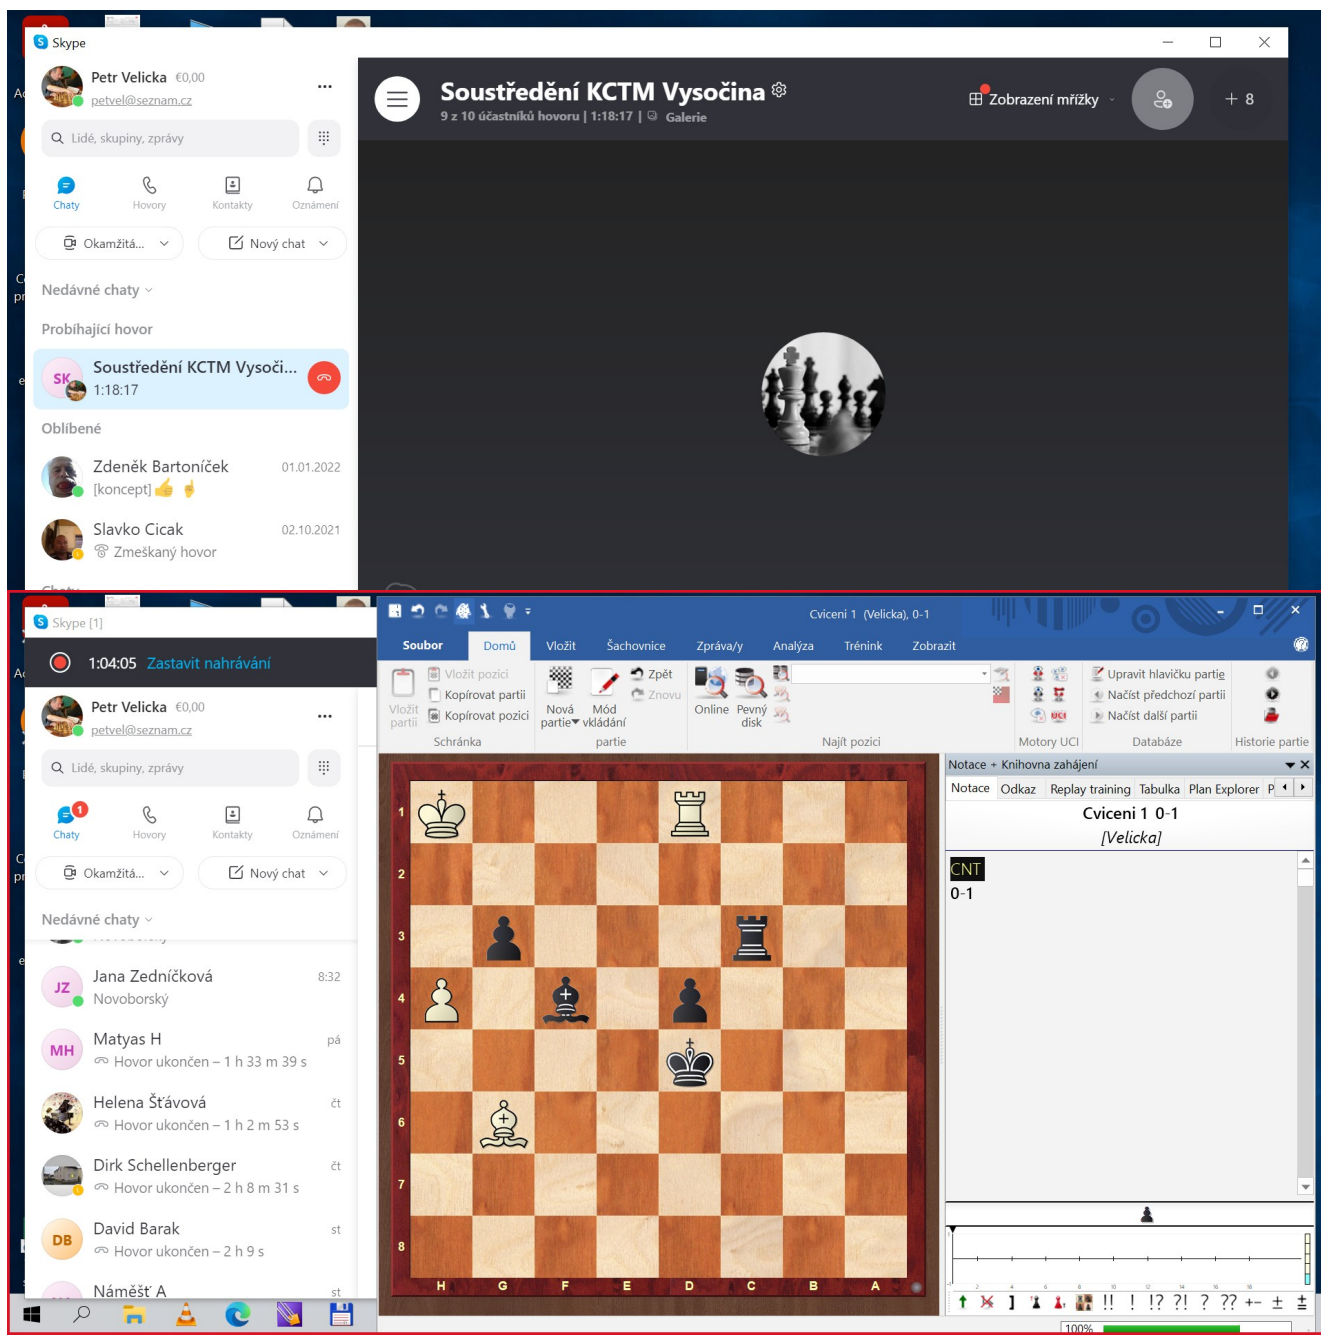 Skype
Petr Velicka €0,00
petvel@seznam.cz
Lidé, skupiny, zprávy
Chaty
Hovory
Kontakty
Oznámení
Okamžitá...
Nový chat
Nedávné chaty
Probíhající hovor
SK
Soustředění KCTM Vysoči...
1:18:17
Oblíbené
Zdeněk Bartoníček 01.01.2022
[koncept]
Slavko Cicak 02.10.2021
Zmeškaný hovor
Soustředění KCTM Vysočina
9 z 10 účastníků hovoru | 1:18:17 | Galerie
Zobrazení mřížky
+ 8
Skype [1]
1:04:05 Zastavit nahrávání
Petr Velicka €0,00
petvel@seznam.cz
Lidé, skupiny, zprávy
1
Chaty
Hovory
Kontakty
Oznámení
Okamžitá...
Nový chat
Nedávné chaty
JZ
Jana Zedníčková 8:32
Novoborský
MH
Matyas H pá
Hovor ukončen – 1 h 33 m 39 s
Helena Šťávová čt
Hovor ukončen – 1 h 2 m 53 s
Dirk Schellenberger čt
Hovor ukončen – 2 h 8 m 31 s
DB
David Barak st
Hovor ukončen – 2 h 9 s
Náměšť A st
Cviceni 1 (Velicka), 0-1
Soubor Domů Vložit Šachovnice Zpráva/y Analýza Trénink Zobrazit
Vložit partii
Vložit pozici
Kopírovat partii
Kopírovat pozici
Schránka
Nová partie
Mód vkládání
Zpět
Znovu
partie
Online
Pevný disk
Najít pozici
UCI
Motory UCI
Upravit hlavičku partie
Načíst předchozí partii
Načíst další partii
Databáze
Historie partie
1
2
3
4
5
6
7
8
H G F E D C B A
Notace + Knihovna zahájení
Notace Odkaz Replay training Tabulka Plan Explorer P
Cviceni 1 0-1
[Velicka]
CNT
0-1
!! ! !? ?! ? ?? +- ± ⩲
100%